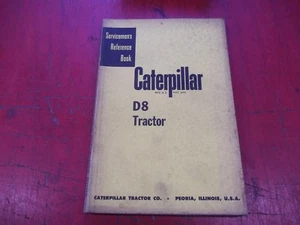 Servicemen's
Reference
Book
Caterpillar
D8
Tractor
CATERPILLAR TRACTOR CO. • PEORIA, ILLINOIS, U.S.A.